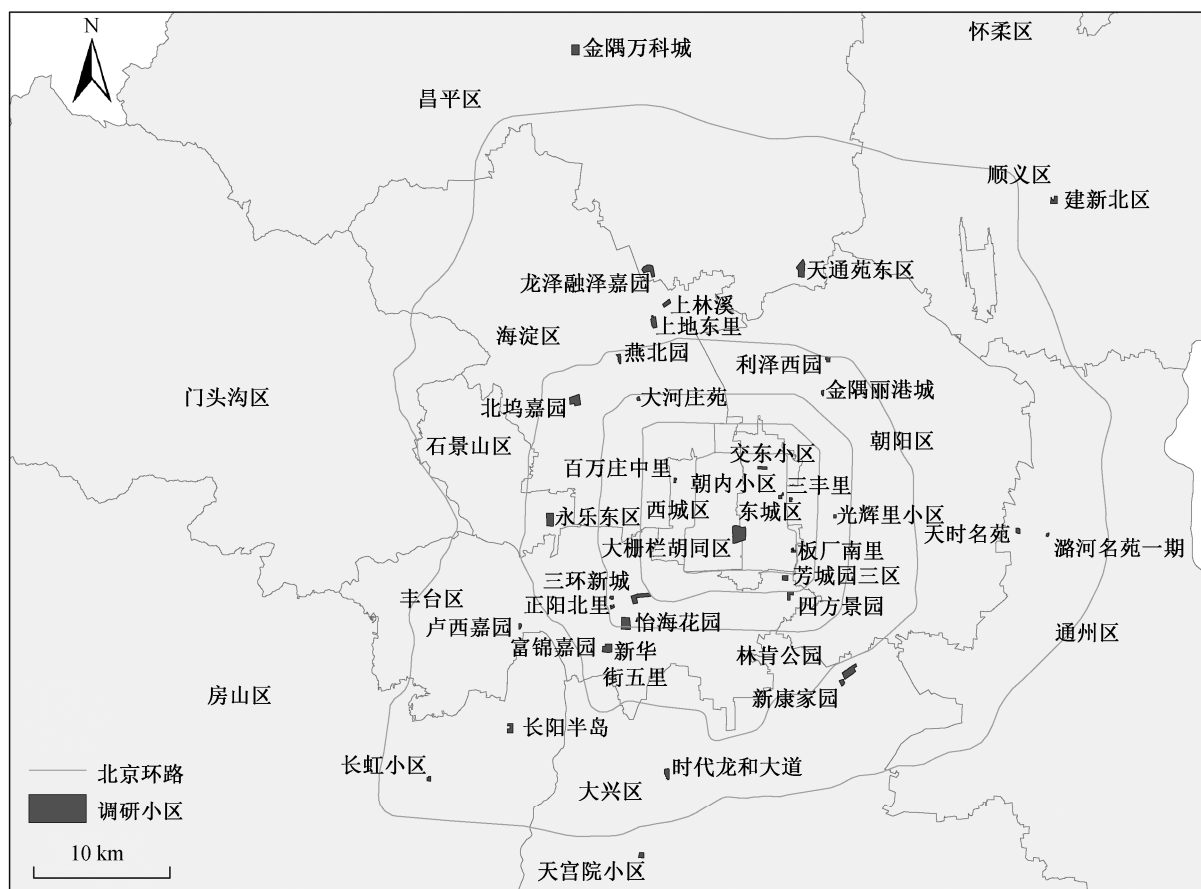 怀柔区
N
金隅万科城
昌平区
顺义区
建新北区
天通苑东区
龙泽融泽嘉园
上林溪
上地东里
海淀区
燕北园
利泽西园
门头沟区
大河庄苑
金隅丽港城
北坞嘉园
石景山区
朝阳区
交东小区
百万庄中里
朝内小区
三丰里
西城区
东城区
永乐东区
光辉里小区
天时名苑
潞河名苑一期
大栅栏胡同区
板厂南里
三环新城
芳城园三区
丰台区
正阳北里
四方景园
卢西嘉园
怡海花园
通州区
富锦嘉园
新华
街五里
林肯公园
房山区
新康家园
长阳半岛
长虹小区
时代龙和大道
北京环路
大兴区
调研小区
10 km
天宫院小区